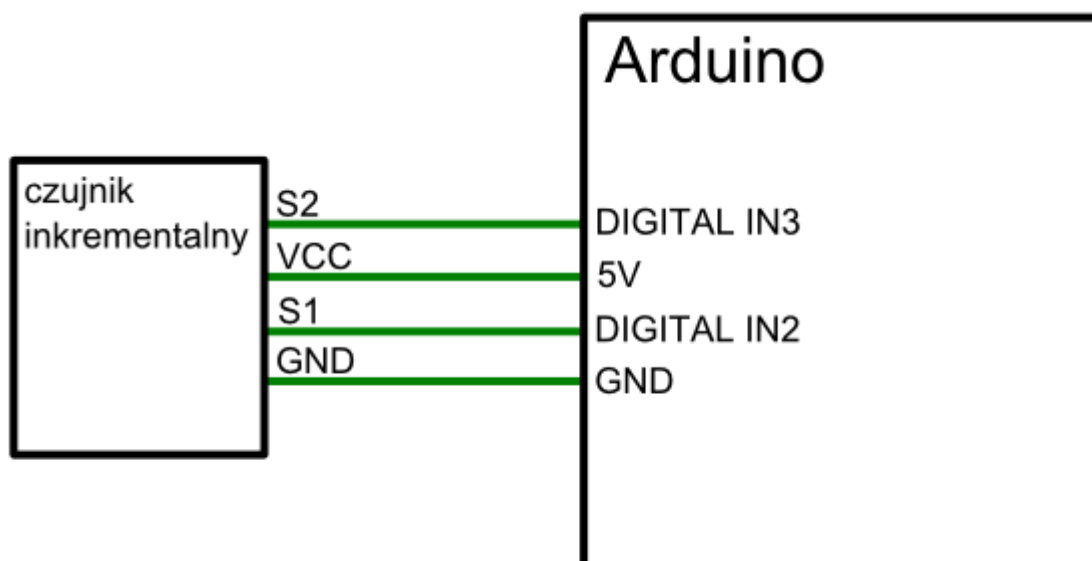 Arduino
czujnik
inkrementalny
S2
DIGITAL IN3
VCC
5V
S1
DIGITAL IN2
GND
GND